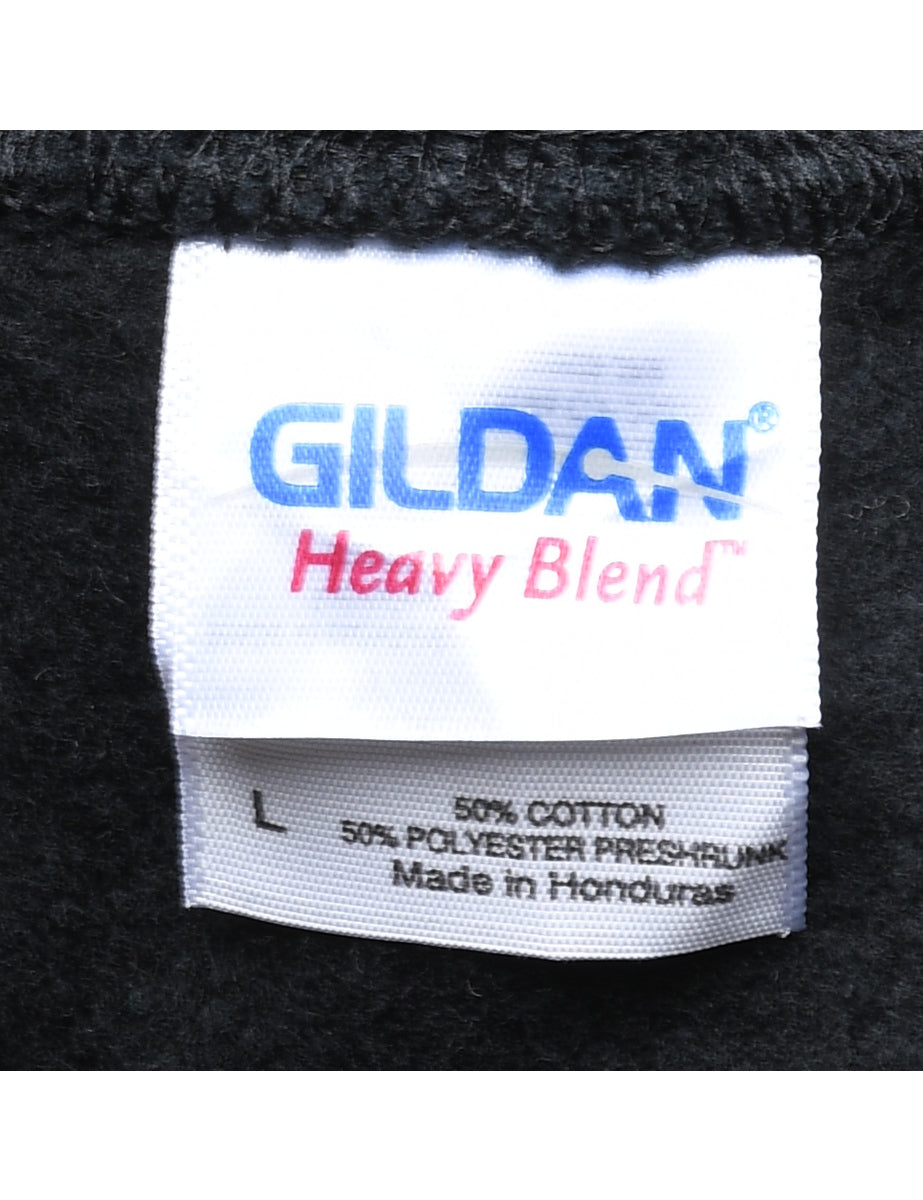 GILDAN®
Heavy Blend™
L
50% COTTON
50% POLYESTER PRESHRUNK
Made in Honduras